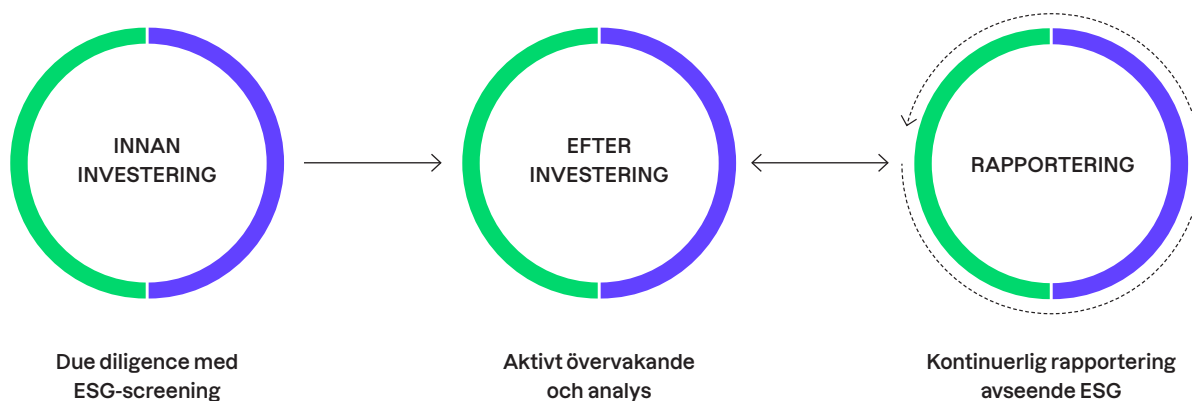 INNAN
INVESTERING
EFTER
INVESTERING
RAPPORTERING
Due diligence med
ESG-screening
Aktivt övervakande
och analys
Kontinuerlig rapportering
avseende ESG